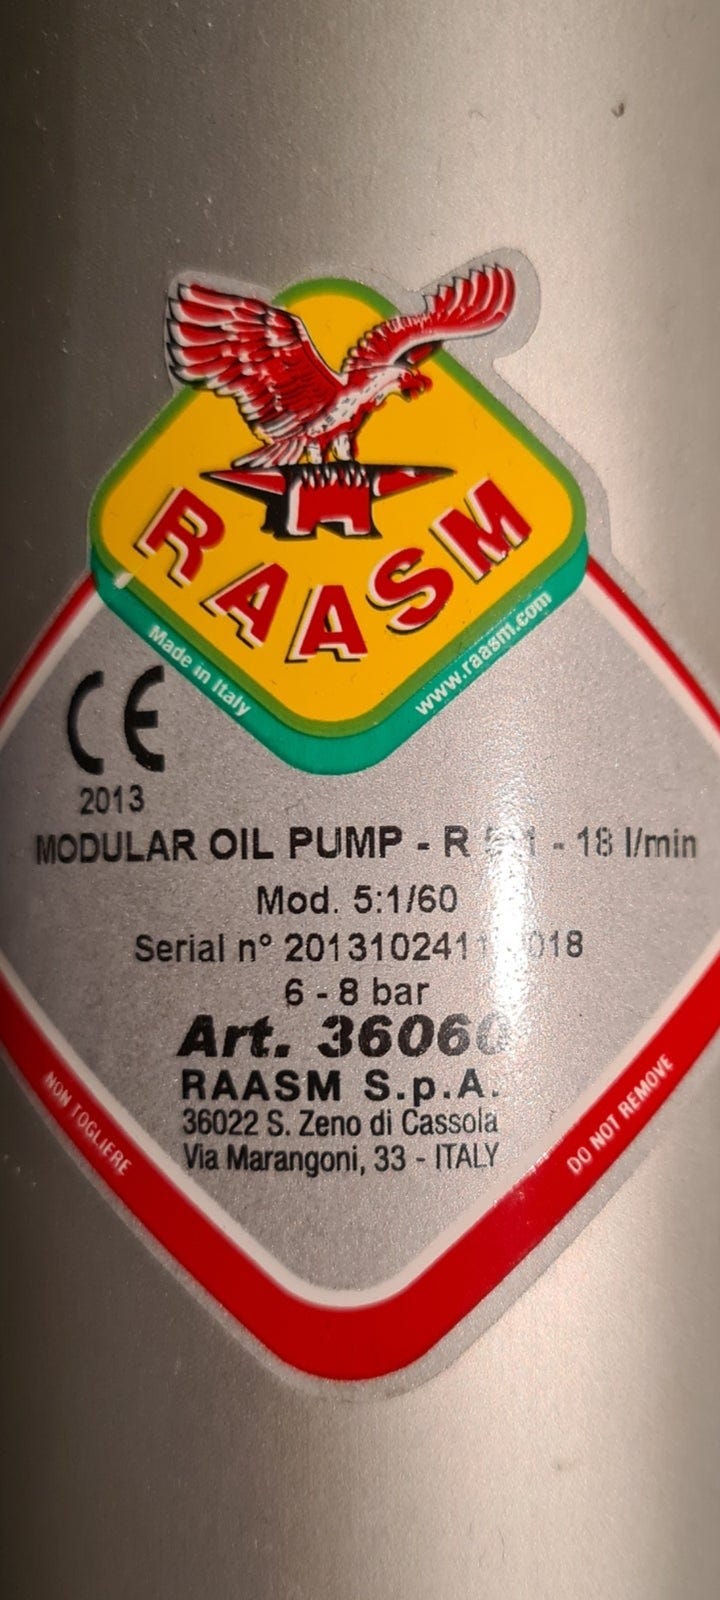 RAASM
Made in Italy
www.raasm.com
CE
2013
MODULAR OIL PUMP - R - 18 l/min
Mod. 5:1/60
Serial n°
6 - 8 bar
Art. 36060
RAASM S.p.A.
36022 S. Zeno di Cassola
Via Marangoni, 33 - ITALY
NON TOGLIERE
DO NOT REMOVE